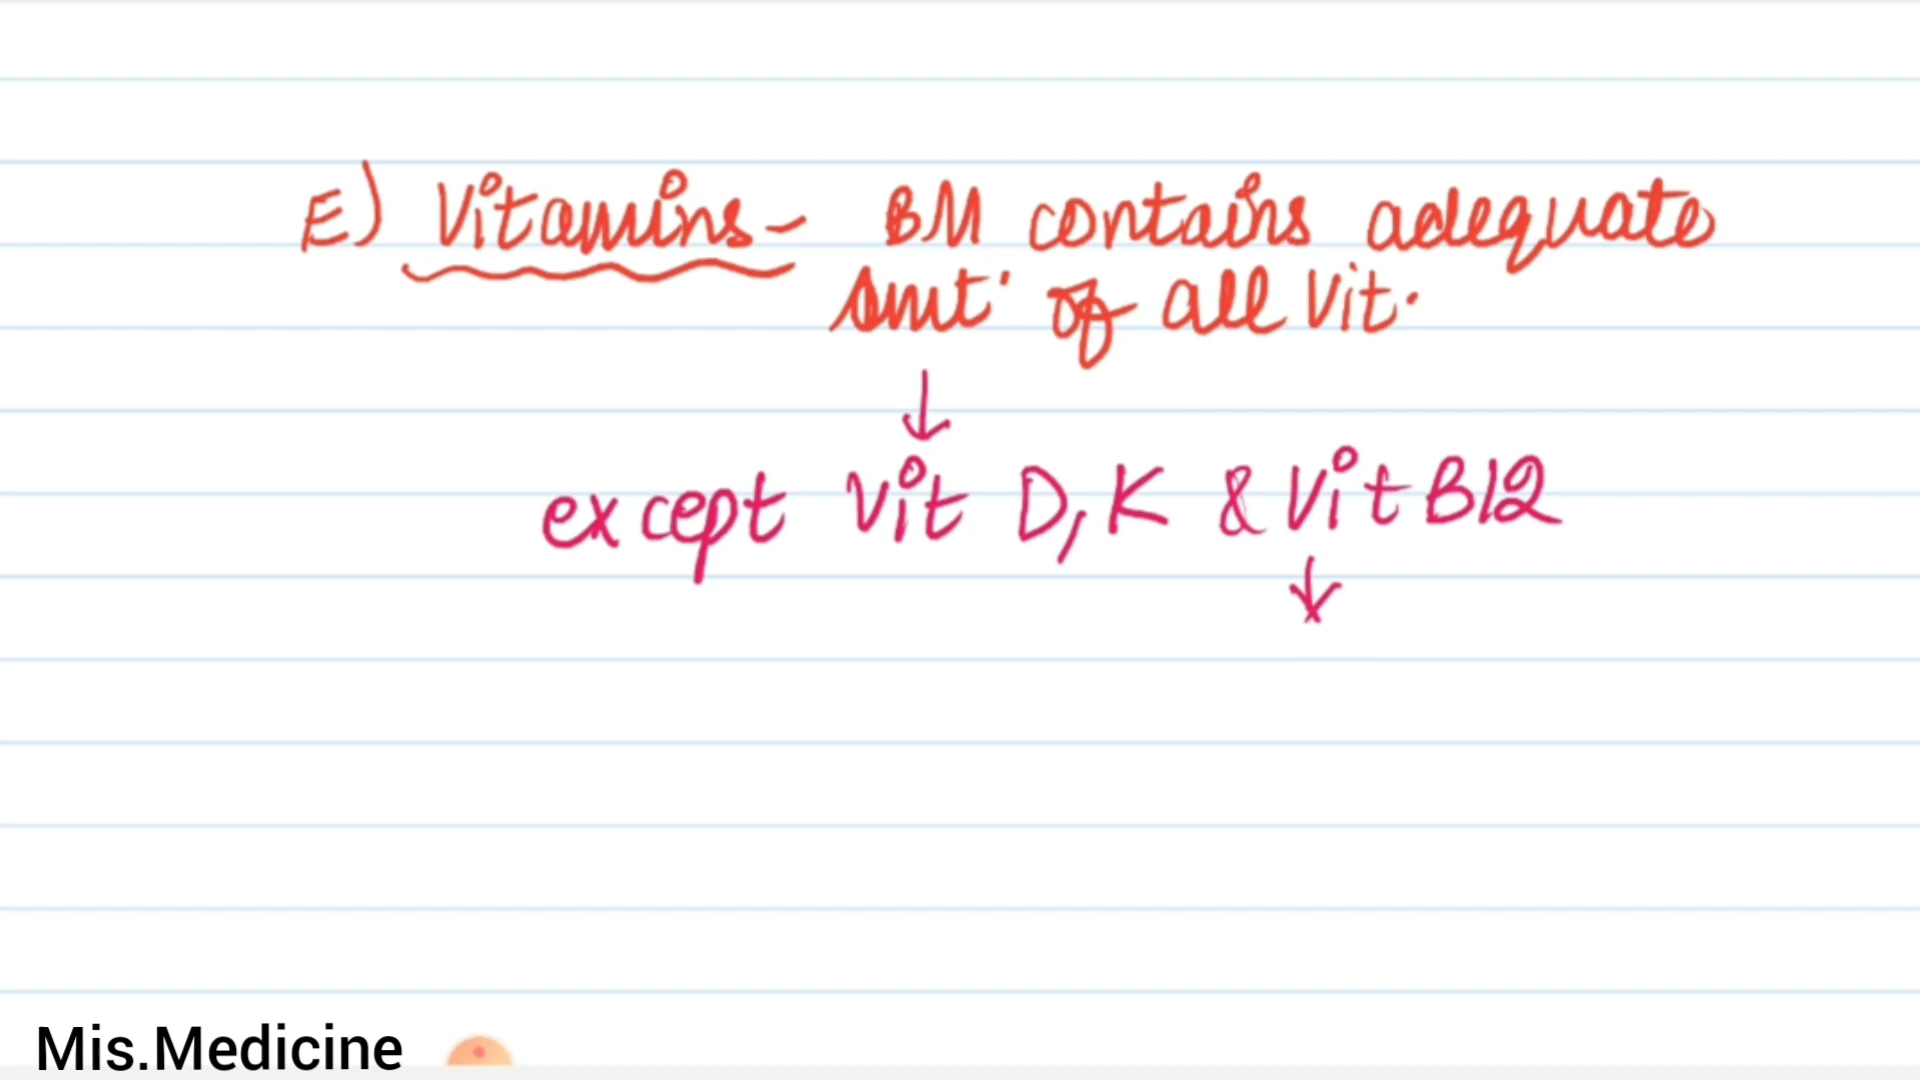 E) Vitamins - BM contains adequate
amt. of all Vit.
↓
except Vit D, K & Vit B12
↓
Mis.Medicine